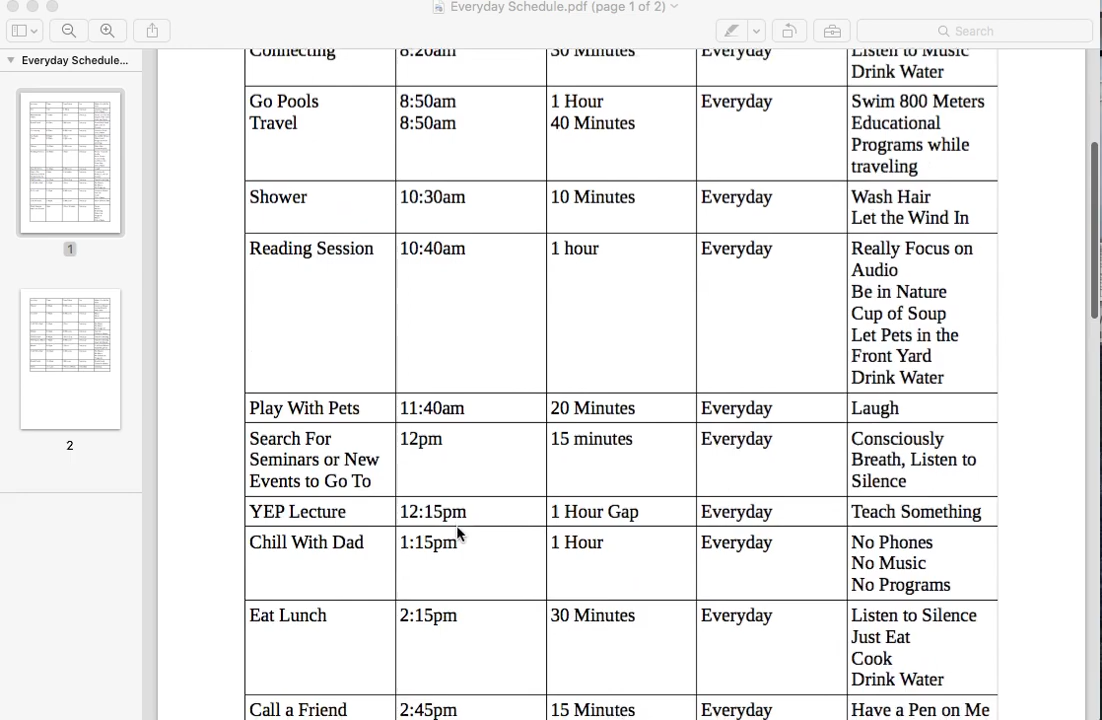 Everyday Schedule.pdf (page 1 of 2)
Search
Everyday Schedule...
1
2
Connecting 8:20am 30 Minutes Everyday Listen to Music
Drink Water
Go Pools 8:50am 1 Hour Everyday Swim 800 Meters
Travel 8:50am 40 Minutes Educational
Programs while
traveling
Shower 10:30am 10 Minutes Everyday Wash Hair
Let the Wind In
Reading Session 10:40am 1 hour Everyday Really Focus on
Audio
Be in Nature
Cup of Soup
Let Pets in the
Front Yard
Drink Water
Play With Pets 11:40am 20 Minutes Everyday Laugh
Search For 12pm 15 minutes Everyday Consciously
Seminars or New Breath, Listen to
Events to Go To Silence
YEP Lecture 12:15pm 1 Hour Gap Everyday Teach Something
Chill With Dad 1:15pm 1 Hour Everyday No Phones
No Music
No Programs
Eat Lunch 2:15pm 30 Minutes Everyday Listen to Silence
Just Eat
Cook
Drink Water
Call a Friend 2:45pm 15 Minutes Everyday Have a Pen on Me